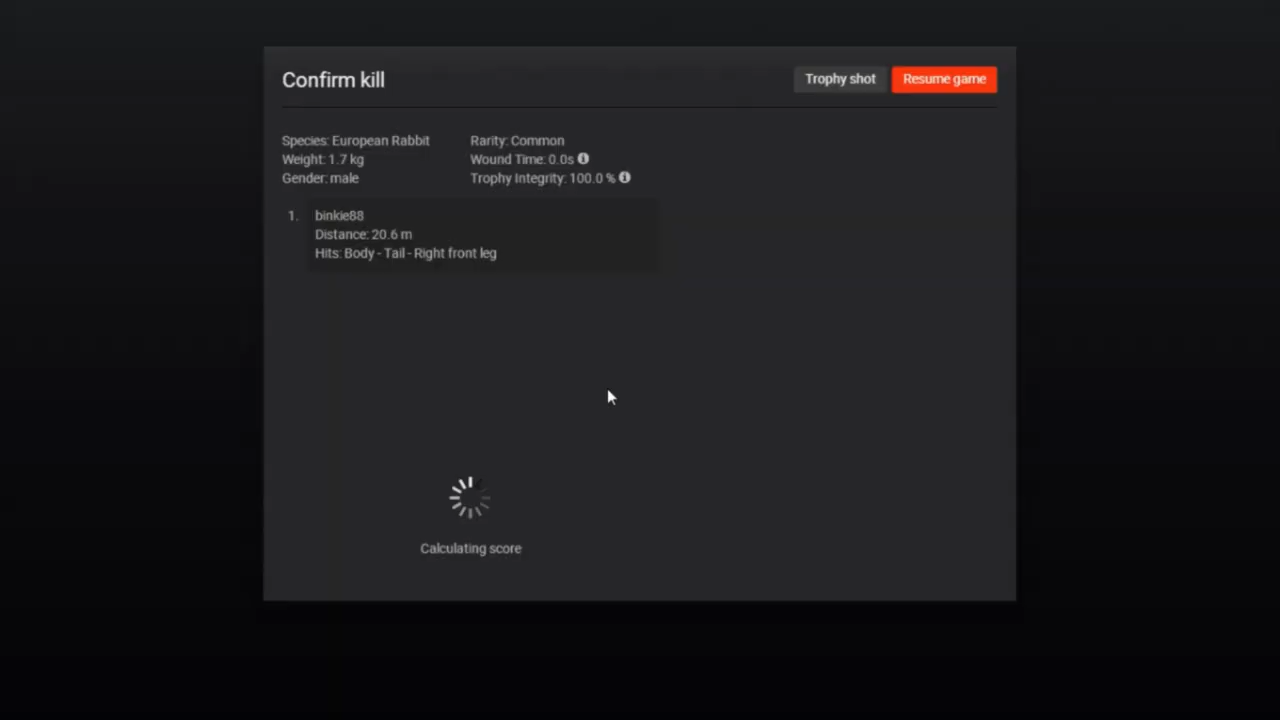 Confirm kill
Trophy shot
Resume game
Species: European Rabbit
Weight: 1.7 kg
Gender: male
Rarity: Common
Wound Time: 0.0s
Trophy Integrity: 100.0 %
1.
binkie88
Distance: 20.6 m
Hits: Body - Tail - Right front leg
Calculating score